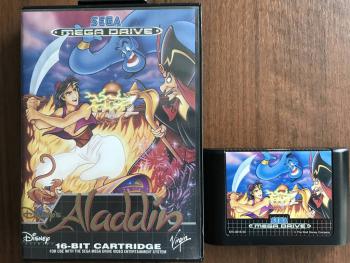 SEGA
MEGA DRIVE
Disney's
Aladdin
Disney
16-BIT CARTRIDGE
FOR USE WITH THE SEGA MEGA DRIVE VIDEO ENTERTAINMENT SYSTEM
Virgin
SEGA
MEGA DRIVE